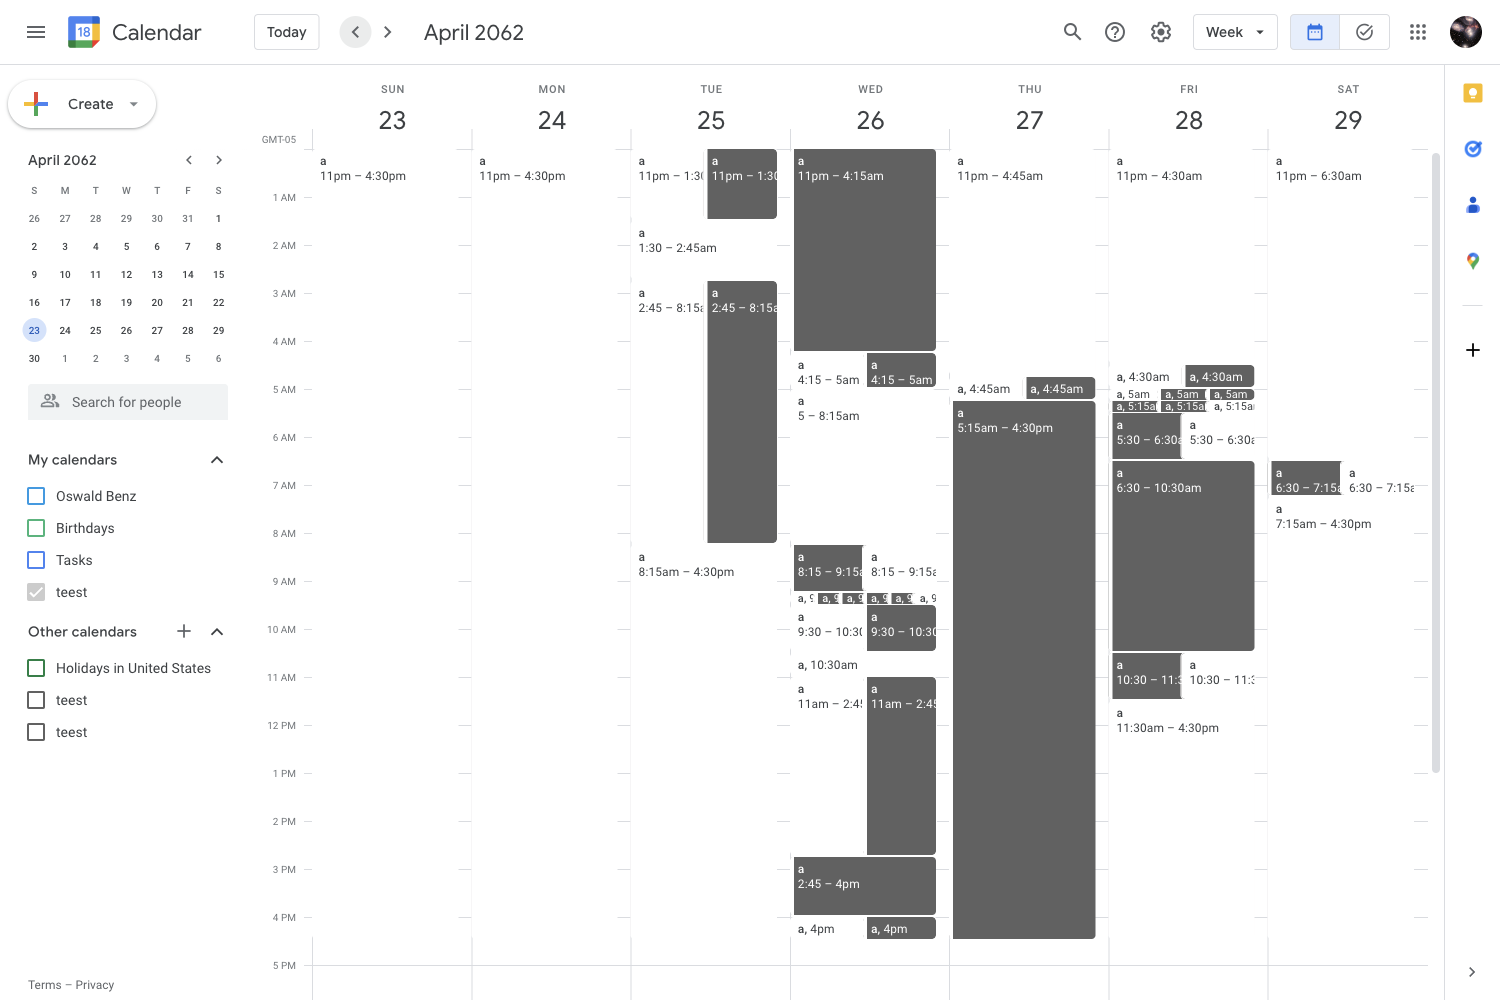 18 Calendar
Today
April 2062
Week
Create
SUN MON TUE WED THU FRI SAT
23 24 25 26 27 28 29
GMT-05
April 2062
S M T W T F S
26 27 28 29 30 31 1
2 3 4 5 6 7 8
9 10 11 12 13 14 15
16 17 18 19 20 21 22
23 24 25 26 27 28 29
30 1 2 3 4 5 6
Search for people
My calendars
Oswald Benz
Birthdays
Tasks
teest
Other calendars
Holidays in United States
teest
teest
Terms – Privacy
1 AM
2 AM
3 AM
4 AM
5 AM
6 AM
7 AM
8 AM
9 AM
10 AM
11 AM
12 PM
1 PM
2 PM
3 PM
4 PM
5 PM
a
11pm – 4:30pm
a
11pm – 4:30pm
a
11pm – 1:30
a
11pm – 1:30
a
1:30 – 2:45am
a
2:45 – 8:15a
a
2:45 – 8:15a
a
8:15am – 4:30pm
a
11pm – 4:15am
a
4:15 – 5am
a
4:15 – 5am
a
5 – 8:15am
a
8:15 – 9:15a
a
8:15 – 9:15a
a, 9 a, 9 a, 9 a, 9 a, 9 a, 9
a
9:30 – 10:30
a
9:30 – 10:30
a, 10:30am
a
11am – 2:45
a
11am – 2:45
a
2:45 – 4pm
a, 4pm
a, 4pm
a
11pm – 4:45am
a, 4:45am
a, 4:45am
a
5:15am – 4:30pm
a
11pm – 4:30am
a, 4:30am
a, 4:30am
a, 5am a, 5am a, 5am
a, 5:15a a, 5:15a a, 5:15a
a
5:30 – 6:30a
a
5:30 – 6:30a
a
6:30 – 10:30am
a
10:30 – 11:3
a
10:30 – 11:3
a
11:30am – 4:30pm
a
11pm – 6:30am
a
6:30 – 7:15a
a
6:30 – 7:15a
a
7:15am – 4:30pm